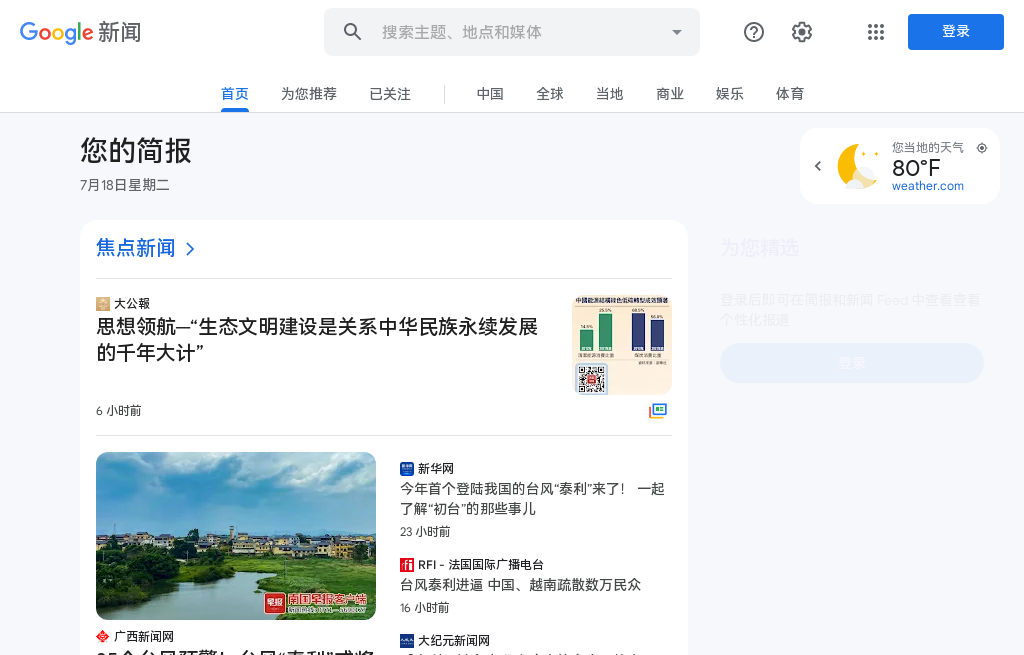 Google 新闻
搜索主题、地点和媒体
登录
首页
为您推荐
已关注
中国
全球
当地
商业
娱乐
体育
您的简报
7月18日星期二
您当地的天气
80°F
weather.com
焦点新闻
大公報
思想领航—“生态文明建设是关系中华民族永续发展
的千年大计”
6 小时前
为您精选
登录后即可在简报和新闻 Feed 中查看查看
个性化报道
登录
早报
南国早报客户端
广西新闻网
新华网
今年首个登陆我国的台风“泰利”来了！ 一起
了解“初台”的那些事儿
23 小时前
RFI - 法国国际广播电台
台风泰利进逼 中国、越南疏散数万民众
16 小时前
大纪元新闻网